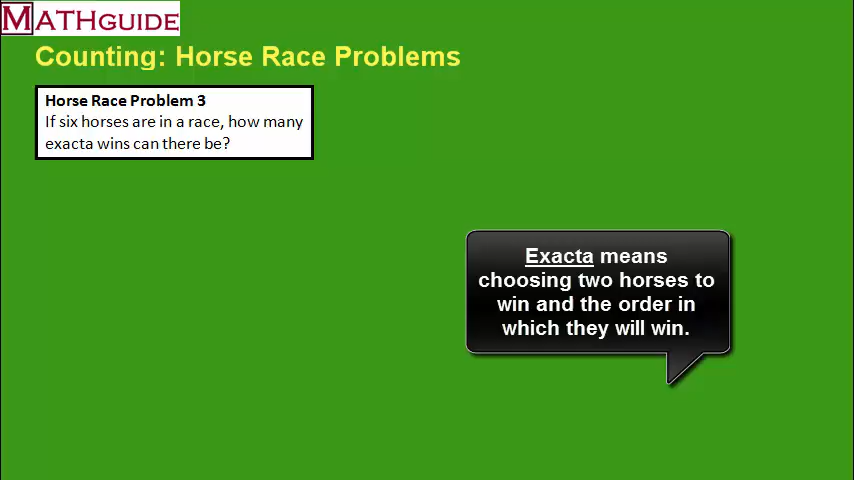 MATHGUIDE
Counting: Horse Race Problems
Horse Race Problem 3
If six horses are in a race, how many
exacta wins can there be?
Exacta means
choosing two horses to
win and the order in
which they will win.